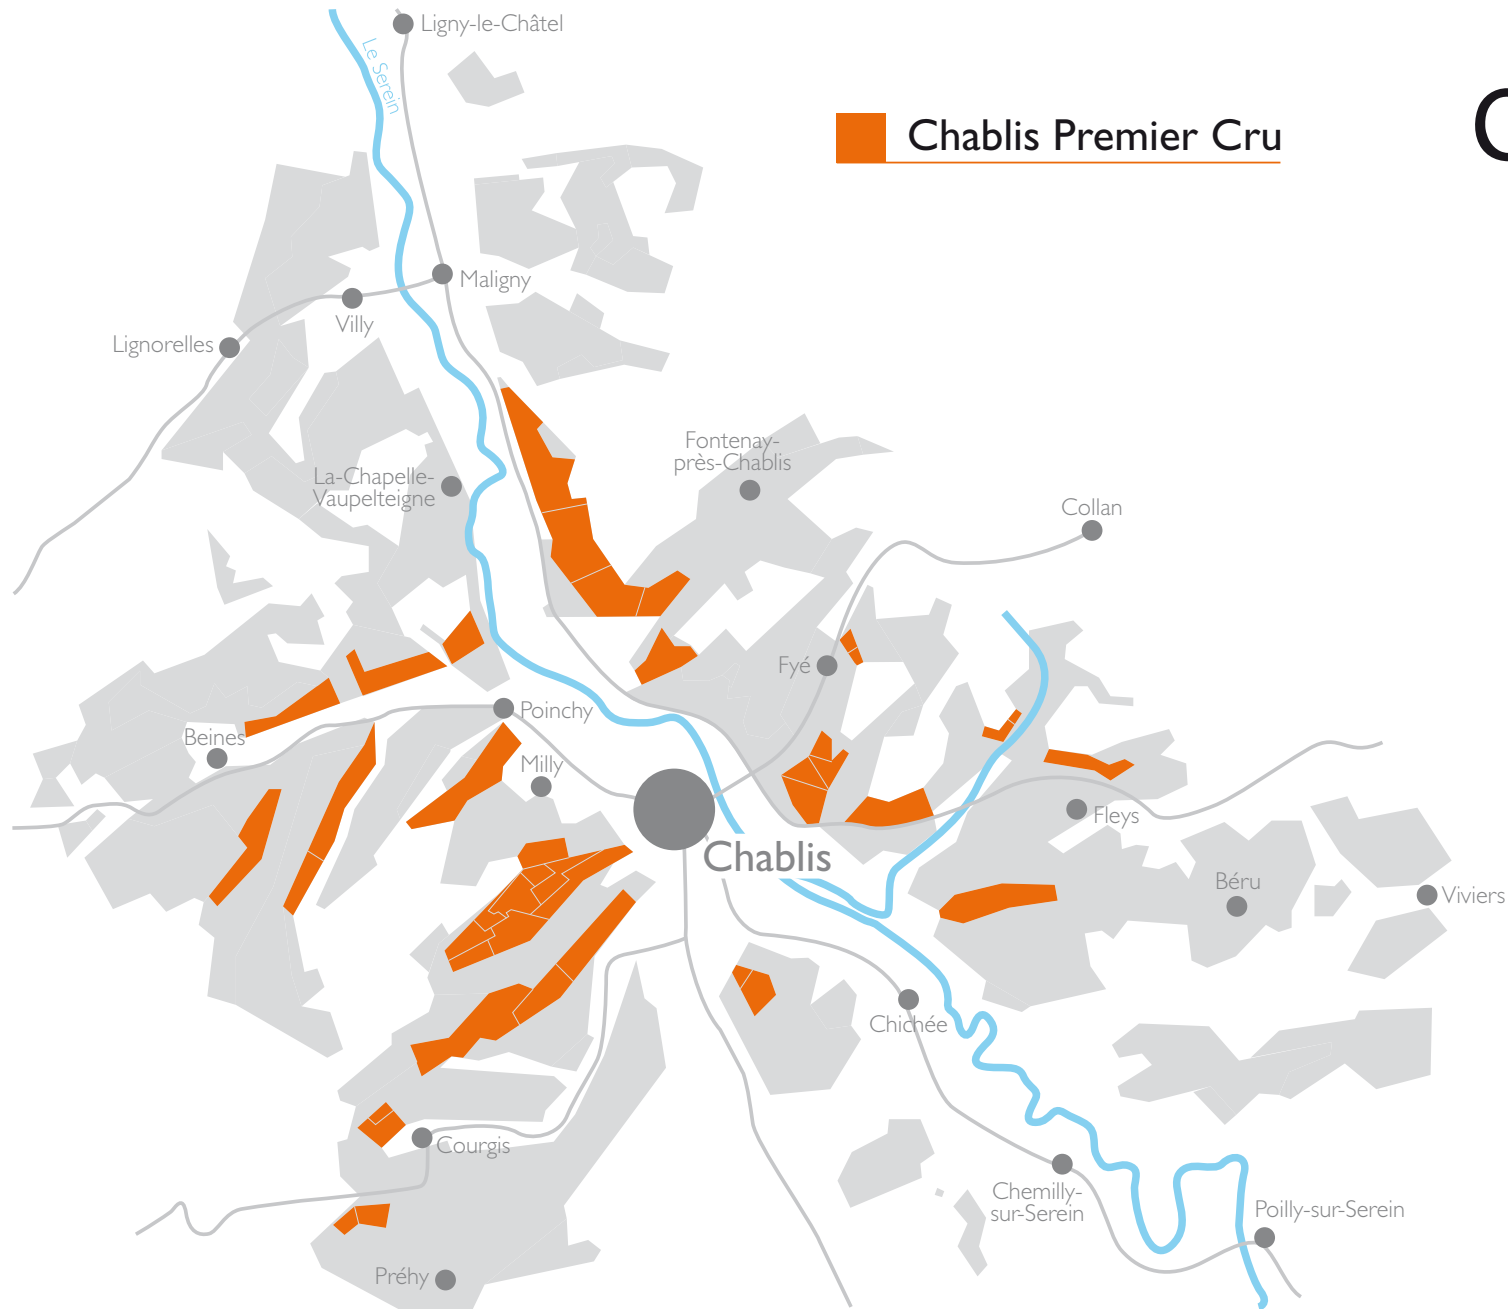 Ligny-le-Châtel
Le Serein
Chablis Premier Cru
C
Maligny
Villy
Lignorelles
Fontenay-
près-Chablis
La-Chapelle-
Vaupelteigne
Collan
Fyé
Poinchy
Beines
Milly
Fleys
Chablis
Béru
Viviers
Chichée
Courgis
Chemilly-
sur-Serein
Poilly-sur-Serein
Préhy